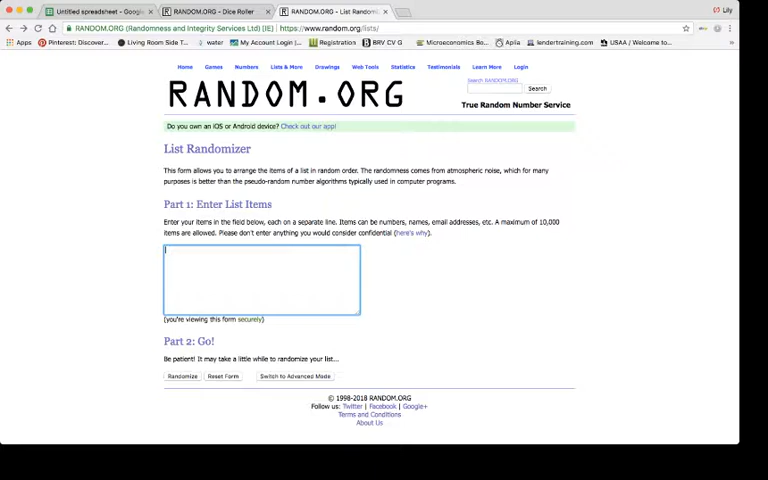 Untitled spreadsheet - Google
RANDOM.ORG - Dice Roller
RANDOM.ORG - List Randomi
Lily
RANDOM.ORG (Randomness and Integrity Services Ltd) [IE]
https://www.random.org/lists/
Apps
Pinterest: Discover...
Living Room Side T...
water
My Account Login |...
Registration
BRV CV G
Microeconomics Bo...
Aplia
lendertraining.com
USAA / Welcome to...
Home
Games
Numbers
Lists & More
Drawings
Web Tools
Statistics
Testimonials
Learn More
Login
RANDOM.ORG
Search RANDOM.ORG
Search
True Random Number Service
Do you own an iOS or Android device? Check out our app!
List Randomizer
This form allows you to arrange the items of a list in random order. The randomness comes from atmospheric noise, which for many
purposes is better than the pseudo-random number algorithms typically used in computer programs.
Part 1: Enter List Items
Enter your items in the field below, each on a separate line. Items can be numbers, names, email addresses, etc. A maximum of 10,000
items are allowed. Please don't enter anything you would consider confidential (here's why).
(you're viewing this form securely)
Part 2: Go!
Be patient! It may take a little while to randomize your list...
Randomize
Reset Form
Switch to Advanced Mode
© 1998-2018 RANDOM.ORG
Follow us: Twitter | Facebook | Google+
Terms and Conditions
About Us